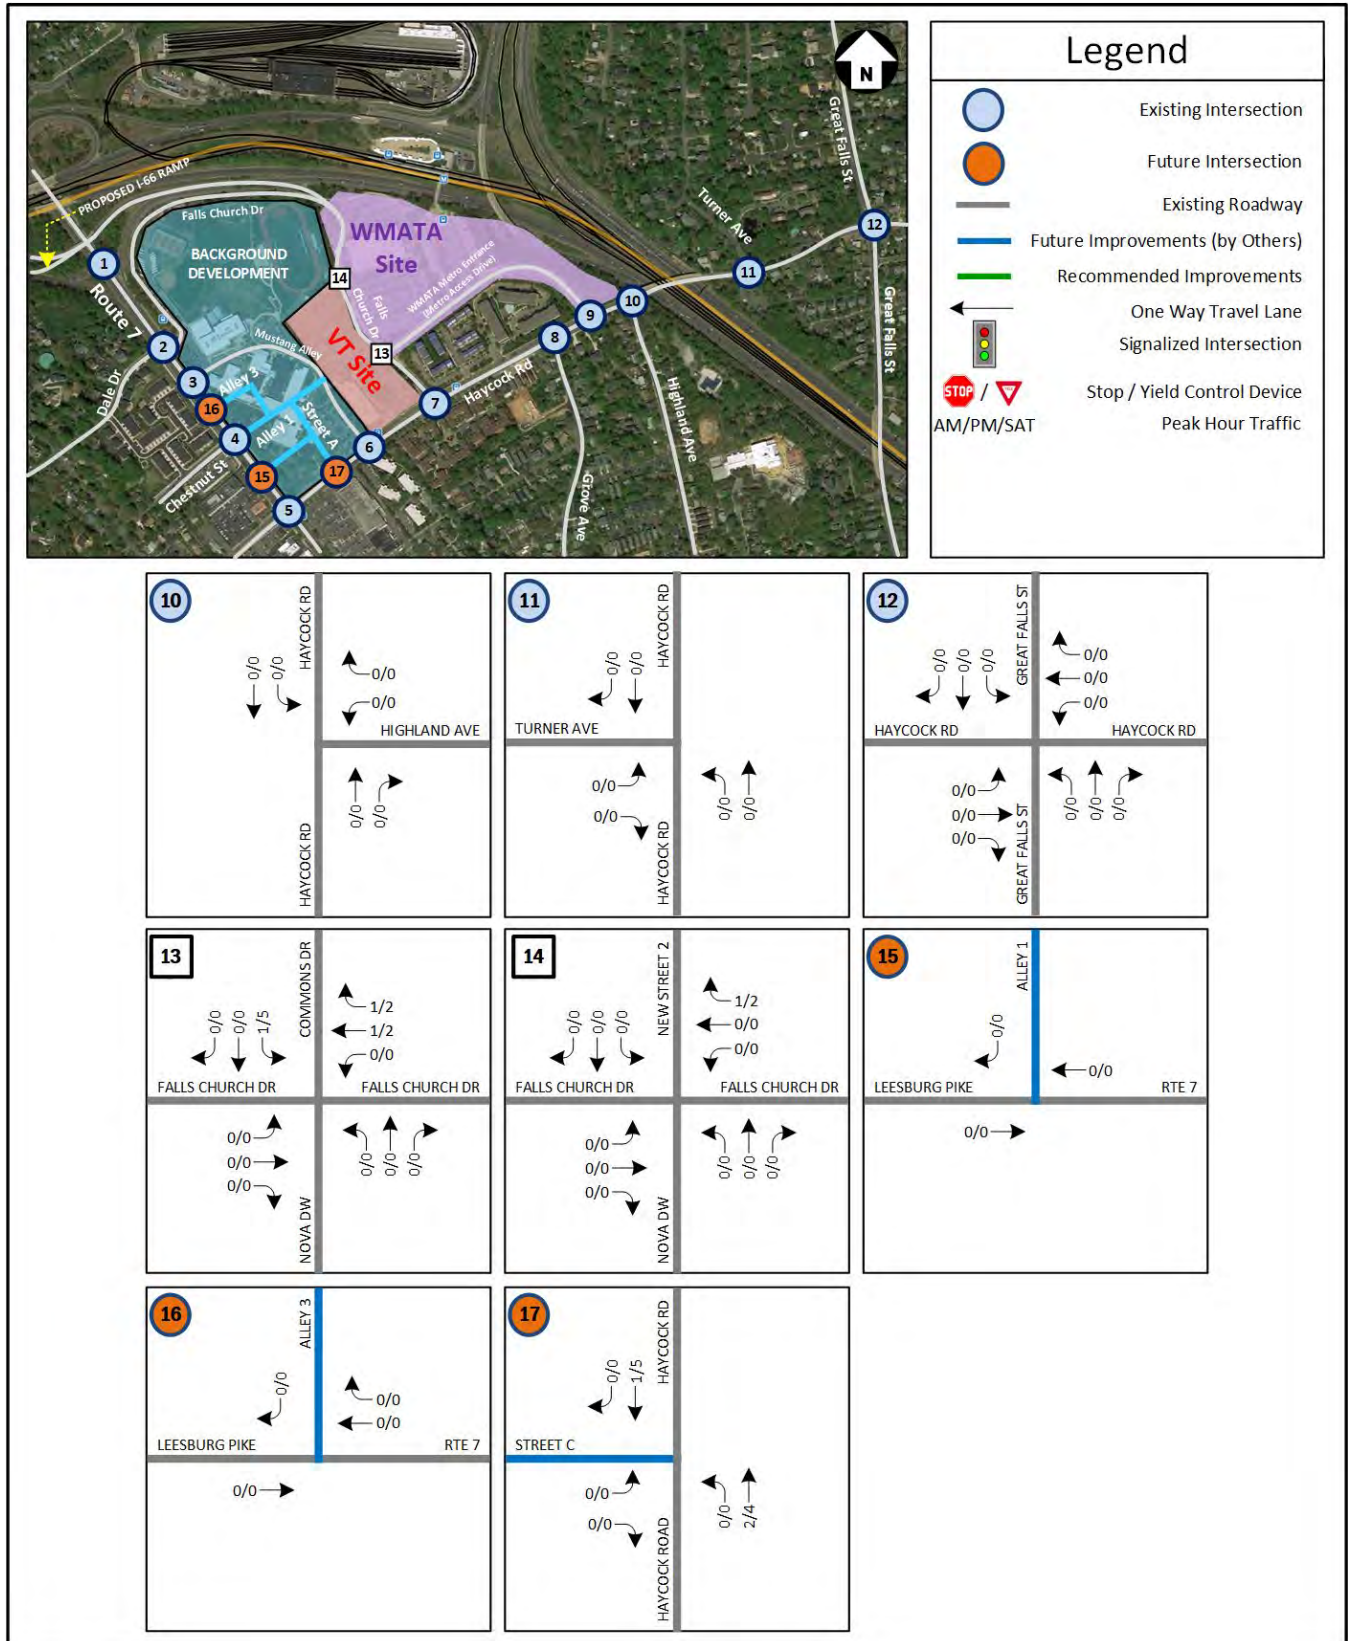 Legend
N
Existing Intersection
Future Intersection
Existing Roadway
Future Improvements (by Others)
Recommended Improvements
One Way Travel Lane
Signalized Intersection
STOP / Stop / Yield Control Device
AM/PM/SAT Peak Hour Traffic
PROPOSED I-66 RAMP
Falls Church Dr
BACKGROUND
DEVELOPMENT
WMATA
Site
WMATA Metro Entrance
(Metro Access Drive)
Falls
Church Dr
VT Site
Mustang Alley
Alley 3
Alley 1
Street A
Route 7
Dale Dr
Chestnut St
Haycock Rd
Grove Ave
Highland Ave
Turner Ave
Great Falls St
Great Falls St
1
2
3
16
4
15
5
17
6
7
13
14
8
9
10
11
12
10
HAYCOCK RD
0/0
0/0
0/0
0/0
HIGHLAND AVE
0/0
0/0
HAYCOCK RD
11
HAYCOCK RD
0/0
0/0
TURNER AVE
0/0
0/0
0/0
0/0
HAYCOCK RD
12
GREAT FALLS ST
0/0
0/0
0/0
0/0
0/0
0/0
HAYCOCK RD
HAYCOCK RD
0/0
0/0
0/0
0/0
0/0
0/0
GREAT FALLS ST
13
COMMONS DR
0/0
0/0
1/5
1/2
1/2
0/0
FALLS CHURCH DR
FALLS CHURCH DR
0/0
0/0
0/0
0/0
0/0
0/0
NOVA DW
14
NEW STREET 2
0/0
0/0
0/0
1/2
0/0
0/0
FALLS CHURCH DR
FALLS CHURCH DR
0/0
0/0
0/0
0/0
0/0
0/0
NOVA DW
15
ALLEY 1
0/0
0/0
LEESBURG PIKE
RTE 7
0/0
16
ALLEY 3
0/0
0/0
0/0
LEESBURG PIKE
RTE 7
0/0
17
HAYCOCK RD
0/0
1/5
STREET C
0/0
0/0
0/0
2/4
HAYCOCK ROAD